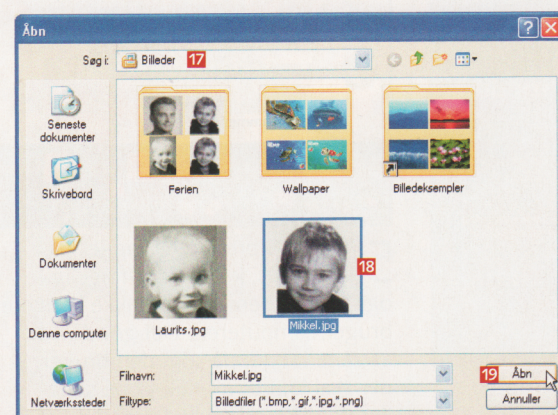 Åbn
Søg i: Billeder 17
Seneste
dokumenter
Skrivebord
Dokumenter
Denne computer
Netværkssteder
Ferien
Wallpaper
Billedeksempler
Laurits.jpg
Mikkel.jpg
18
Filnavn: Mikkel.jpg
19 Åbn
Filtype: Billedfiler (*.bmp,*.gif,*.jpg,*.png)
Annuller